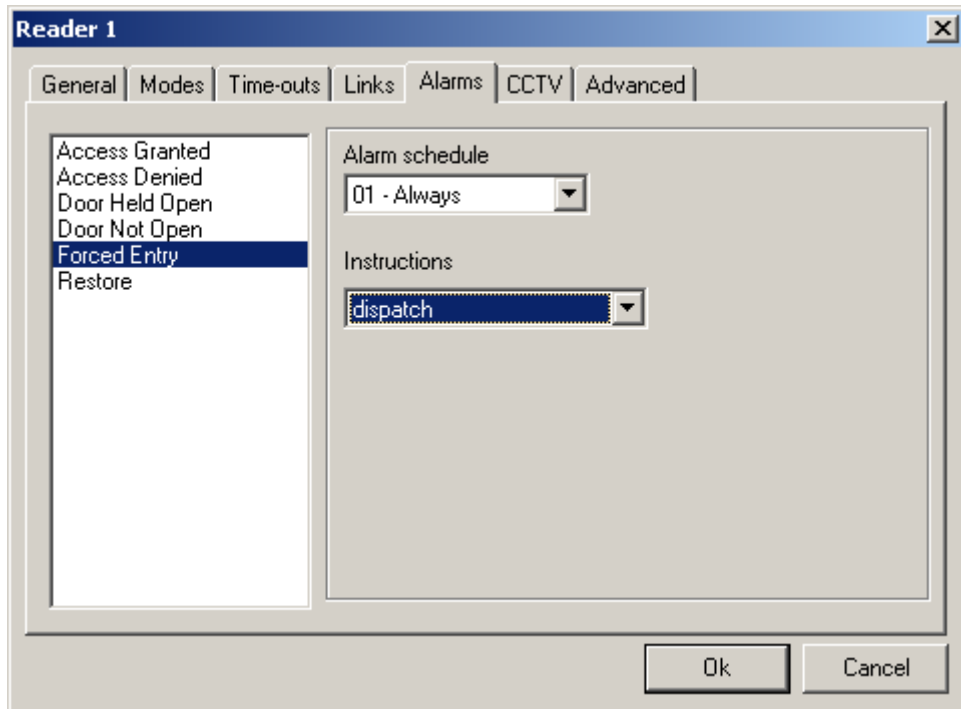 Reader 1
General Modes Time-outs Links Alarms CCTV Advanced
Access Granted
Access Denied
Door Held Open
Door Not Open
Forced Entry
Restore
Alarm schedule
01 - Always
Instructions
dispatch
Ok Cancel